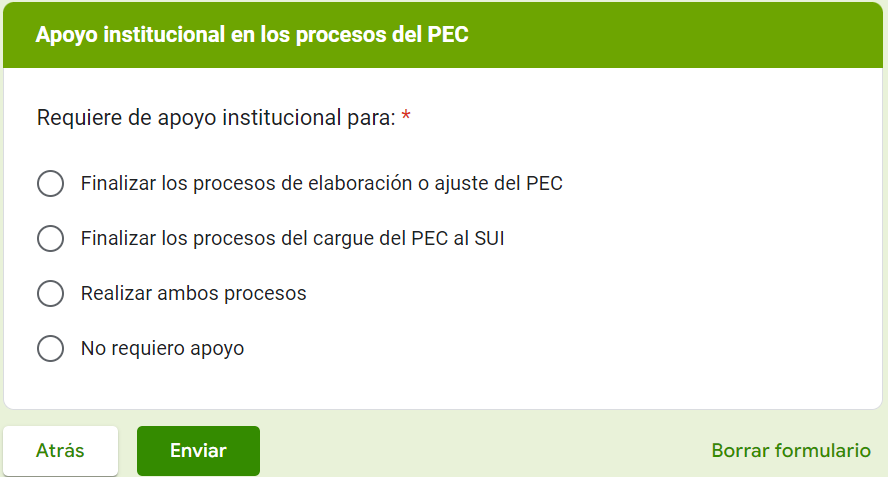 Apoyo institucional en los procesos del PEC
Requiere de apoyo institucional para: *
Finalizar los procesos de elaboración o ajuste del PEC
Finalizar los procesos del cargue del PEC al SUI
Realizar ambos procesos
No requiero apoyo
Atrás Enviar Borrar formulario